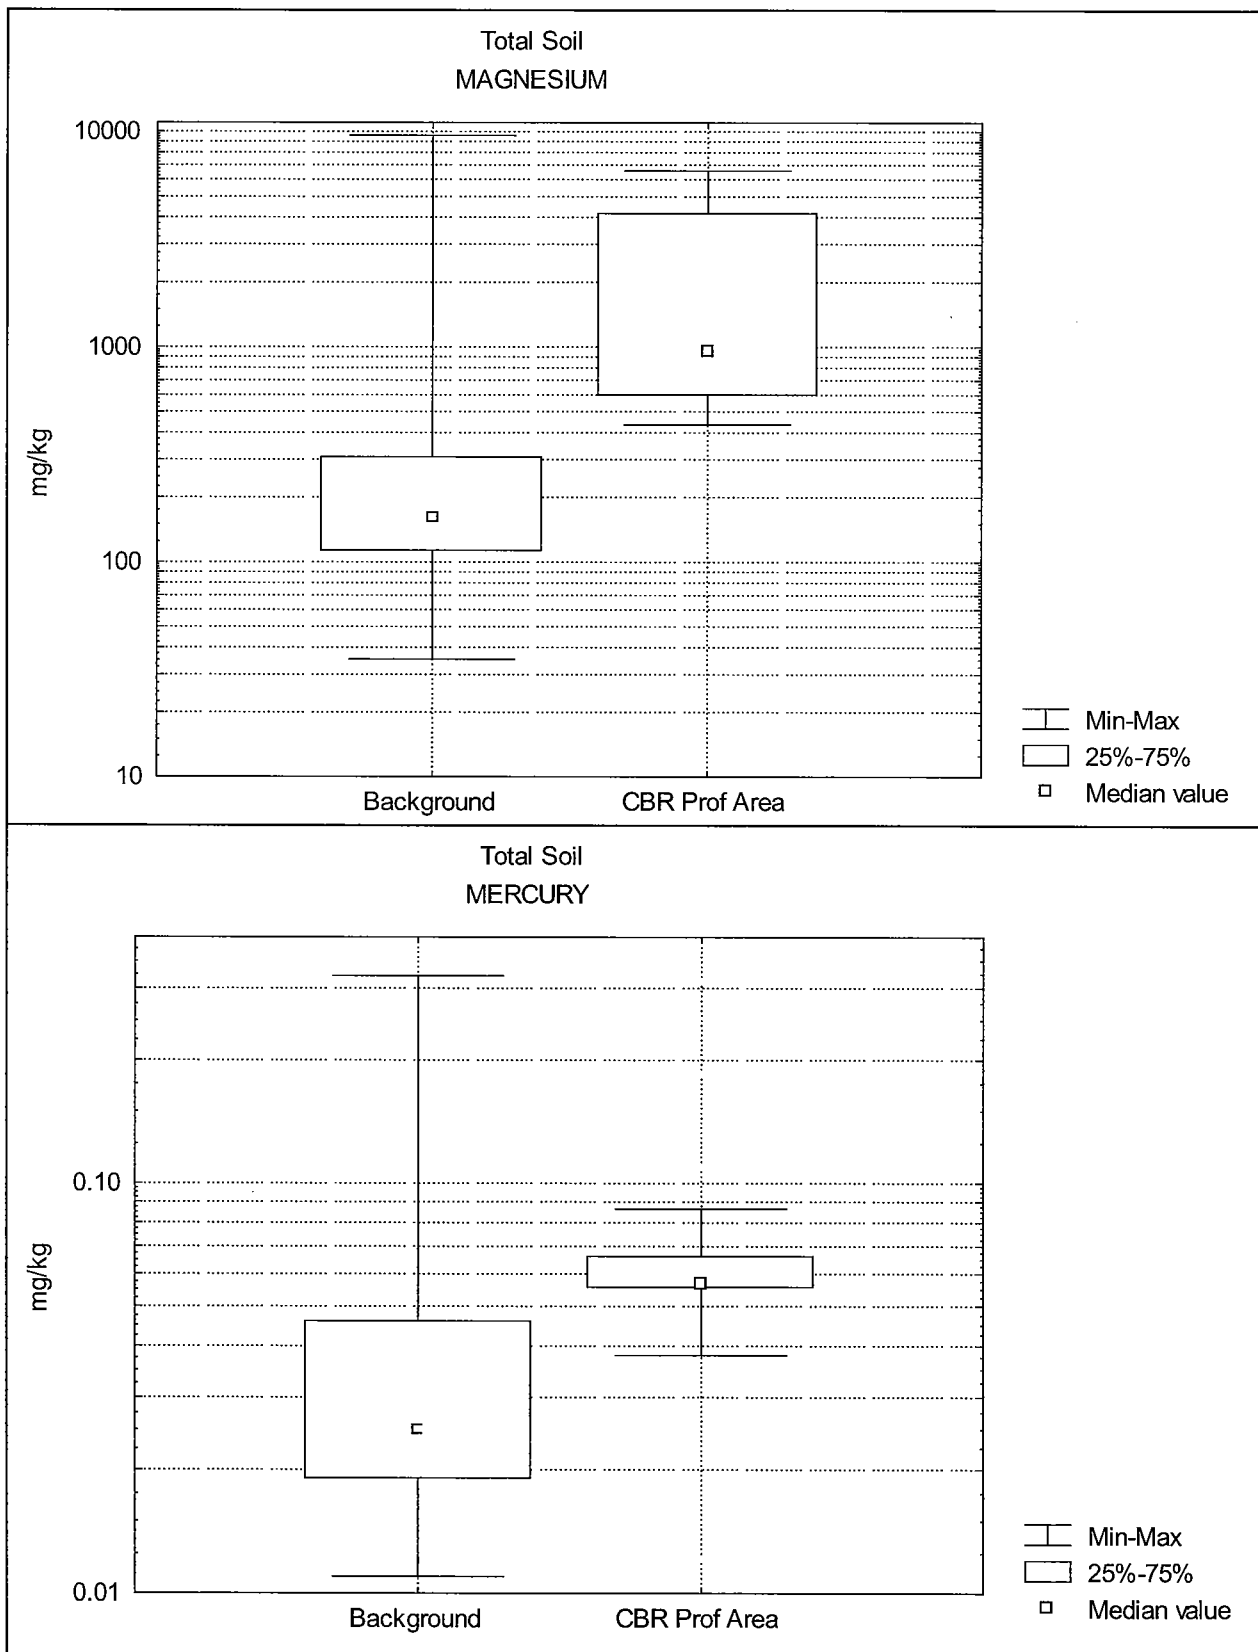 Total Soil
MAGNESIUM
10000
1000
100
10
mg/kg
Background
CBR Prof Area
Min-Max
25%-75%
Median value
Total Soil
MERCURY
0.10
0.01
mg/kg
Background
CBR Prof Area
Min-Max
25%-75%
Median value